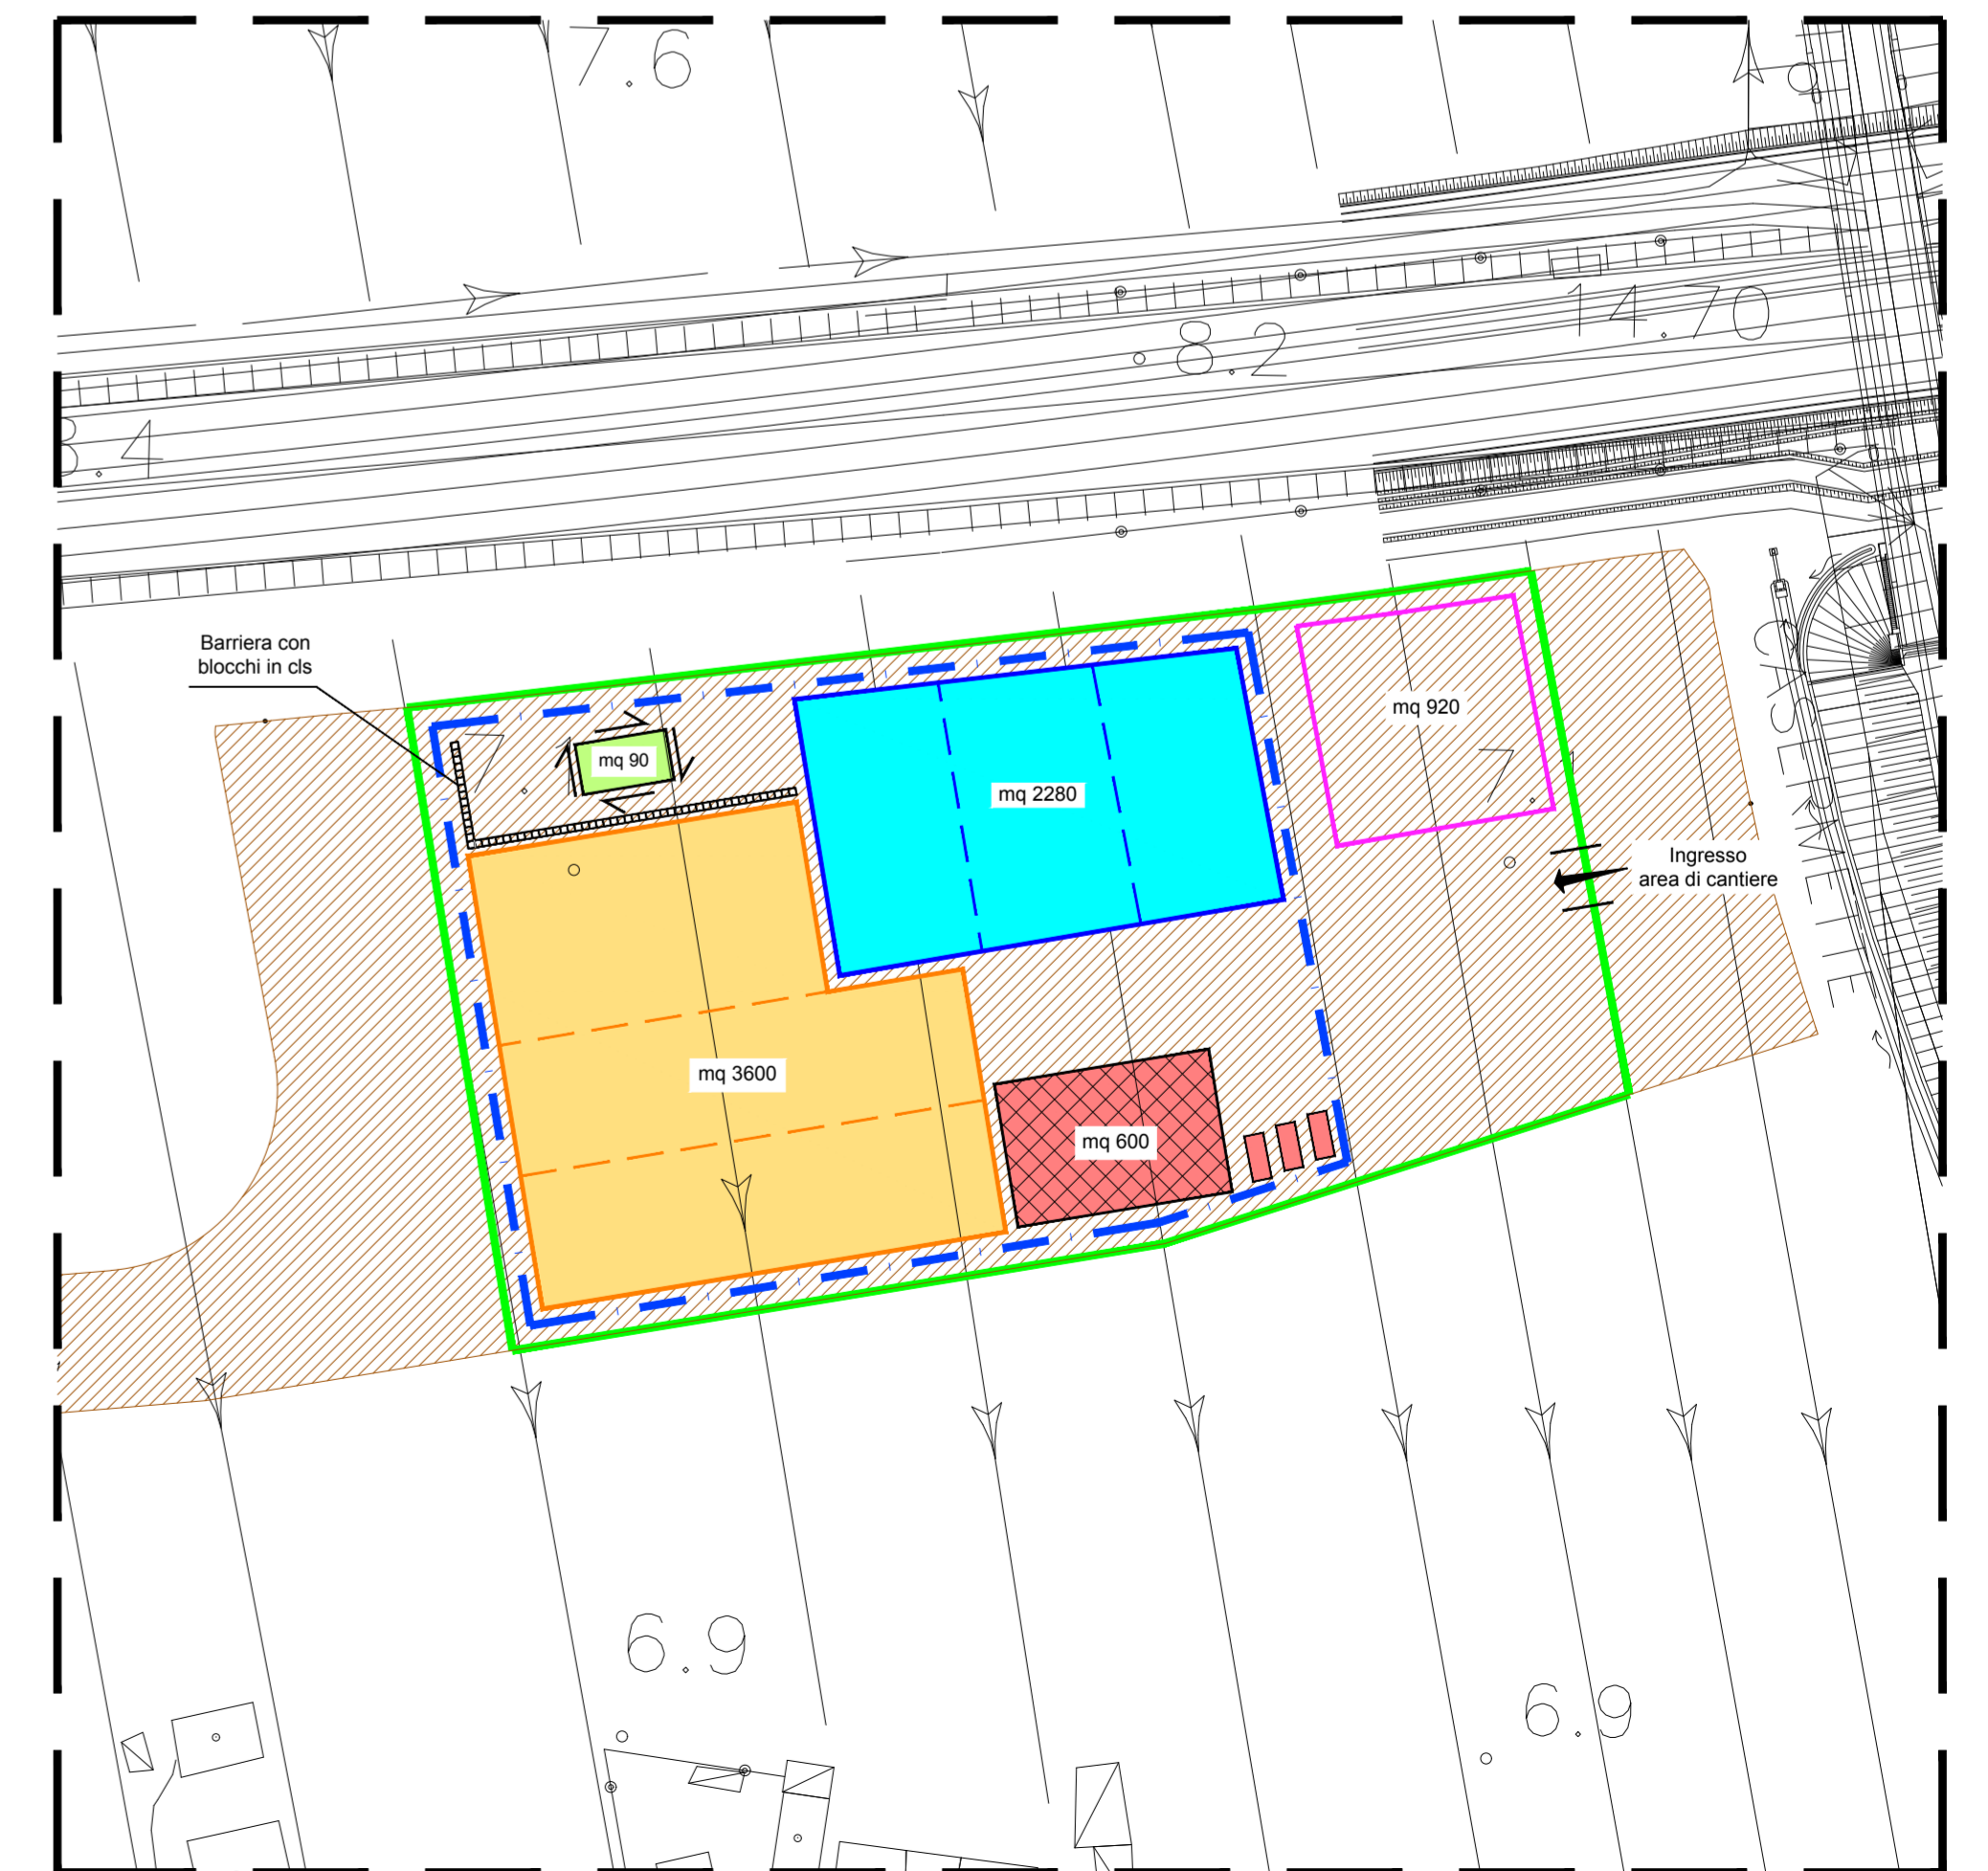 7.6
14.70
8.2
Barriera con
blocchi in cls
mq 920
mq 90
mq 2280
Ingresso
area di cantiere
mq 3600
mq 600
6.9
6.9